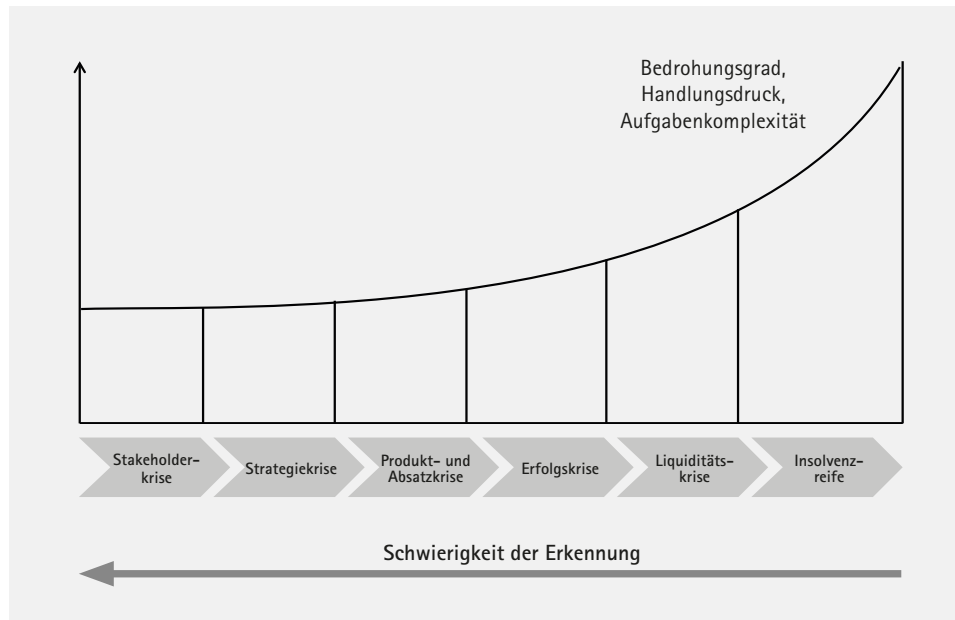 Bedrohungsgrad,
Handlungsdruck,
Aufgabenkomplexität
Stakeholder-
krise
Strategiekrise
Produkt- und
Absatzkrise
Erfolgskrise
Liquiditäts-
krise
Insolvenz-
reife
Schwierigkeit der Erkennung